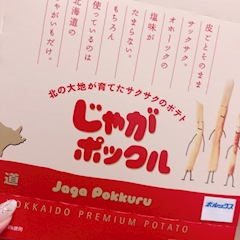 皮ごとそのまま
サックサク。
オホーツクの
塩味が
たまらない。
もちろん
使っているのは
北海道の
じゃがいもだけ。
北の大地が育てたサクサクのポテト
じゃが
ポックル
道
Jaga Pokkuru
HOKKAIDO PREMIUM POTATO